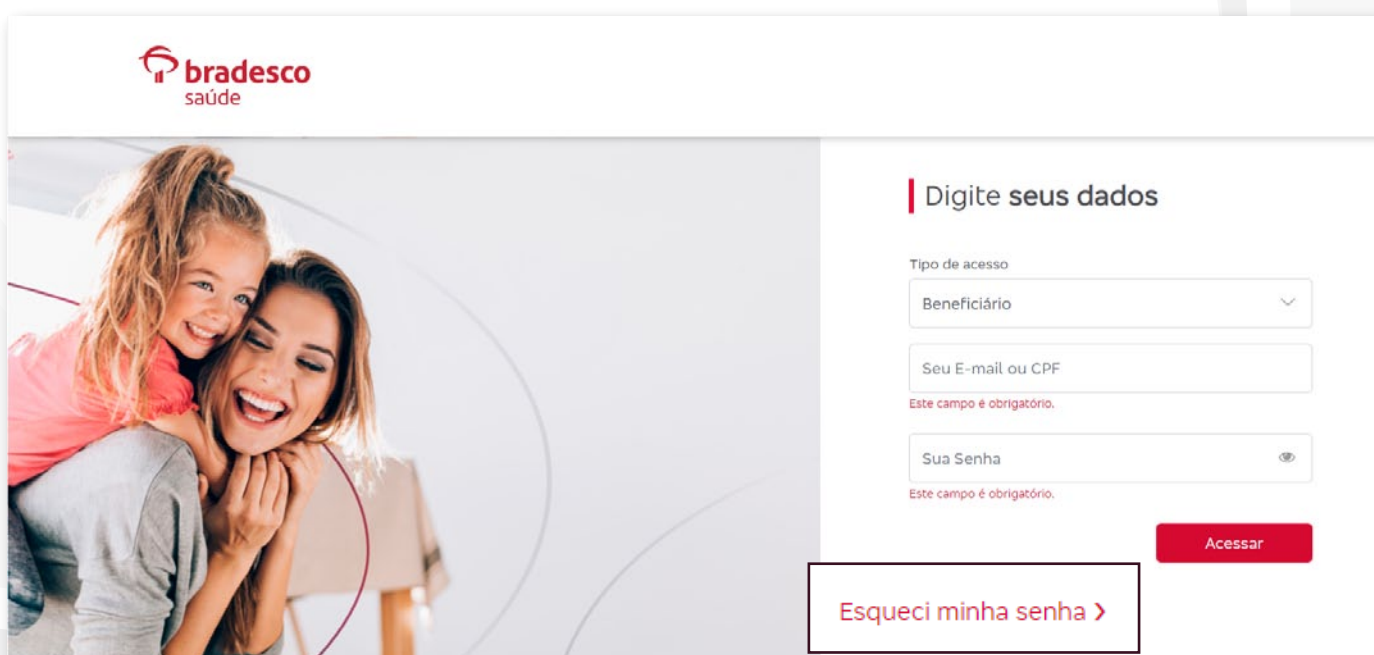 bradesco
saúde
Digite seus dados
Tipo de acesso
Beneficiário
Seu E-mail ou CPF
Este campo é obrigatório.
Sua Senha
Este campo é obrigatório.
Acessar
Esqueci minha senha >